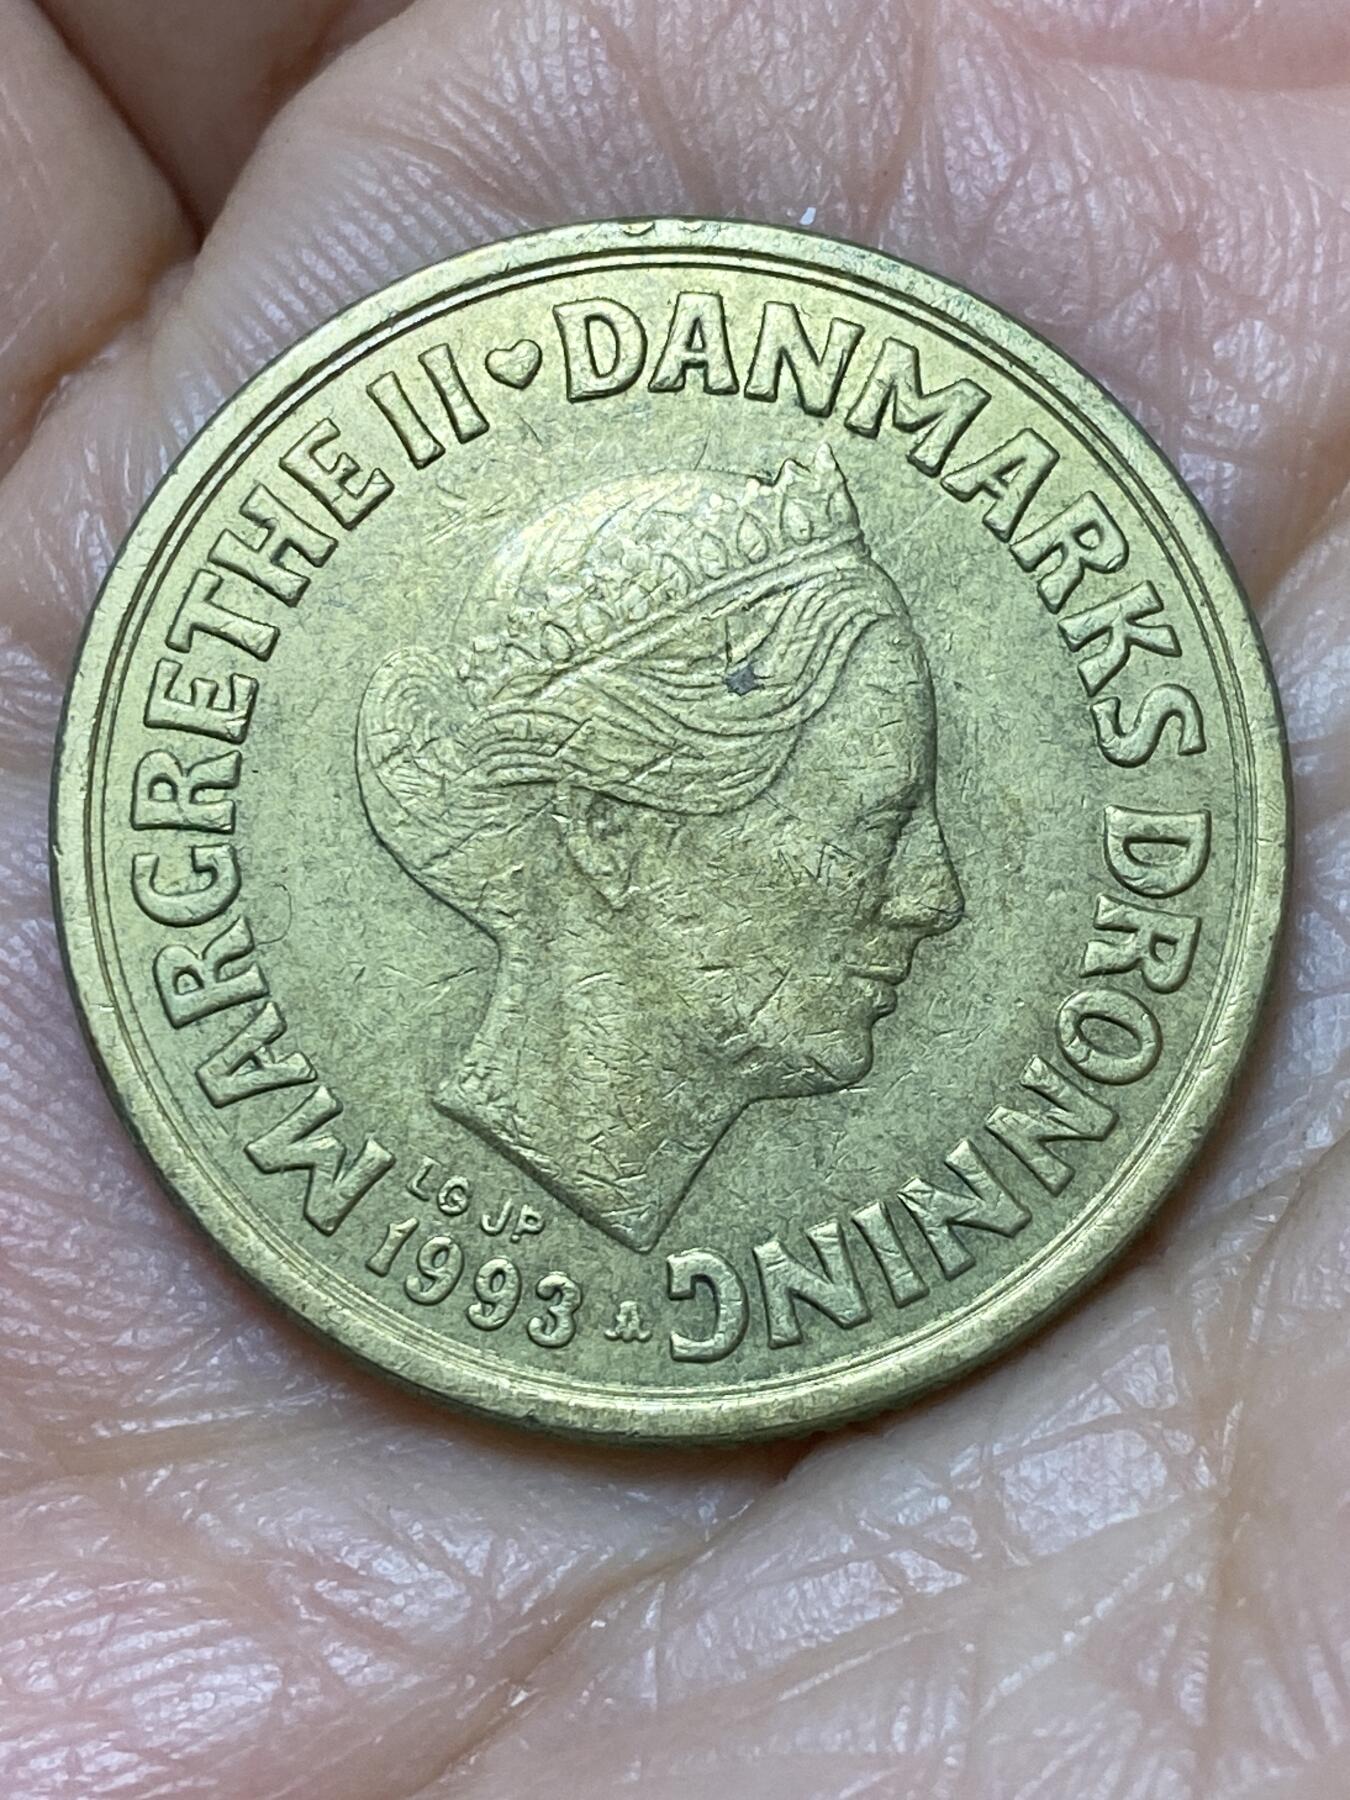 MARGRETHE II ♥ DANMARKS DRONNING
LG JP
1993